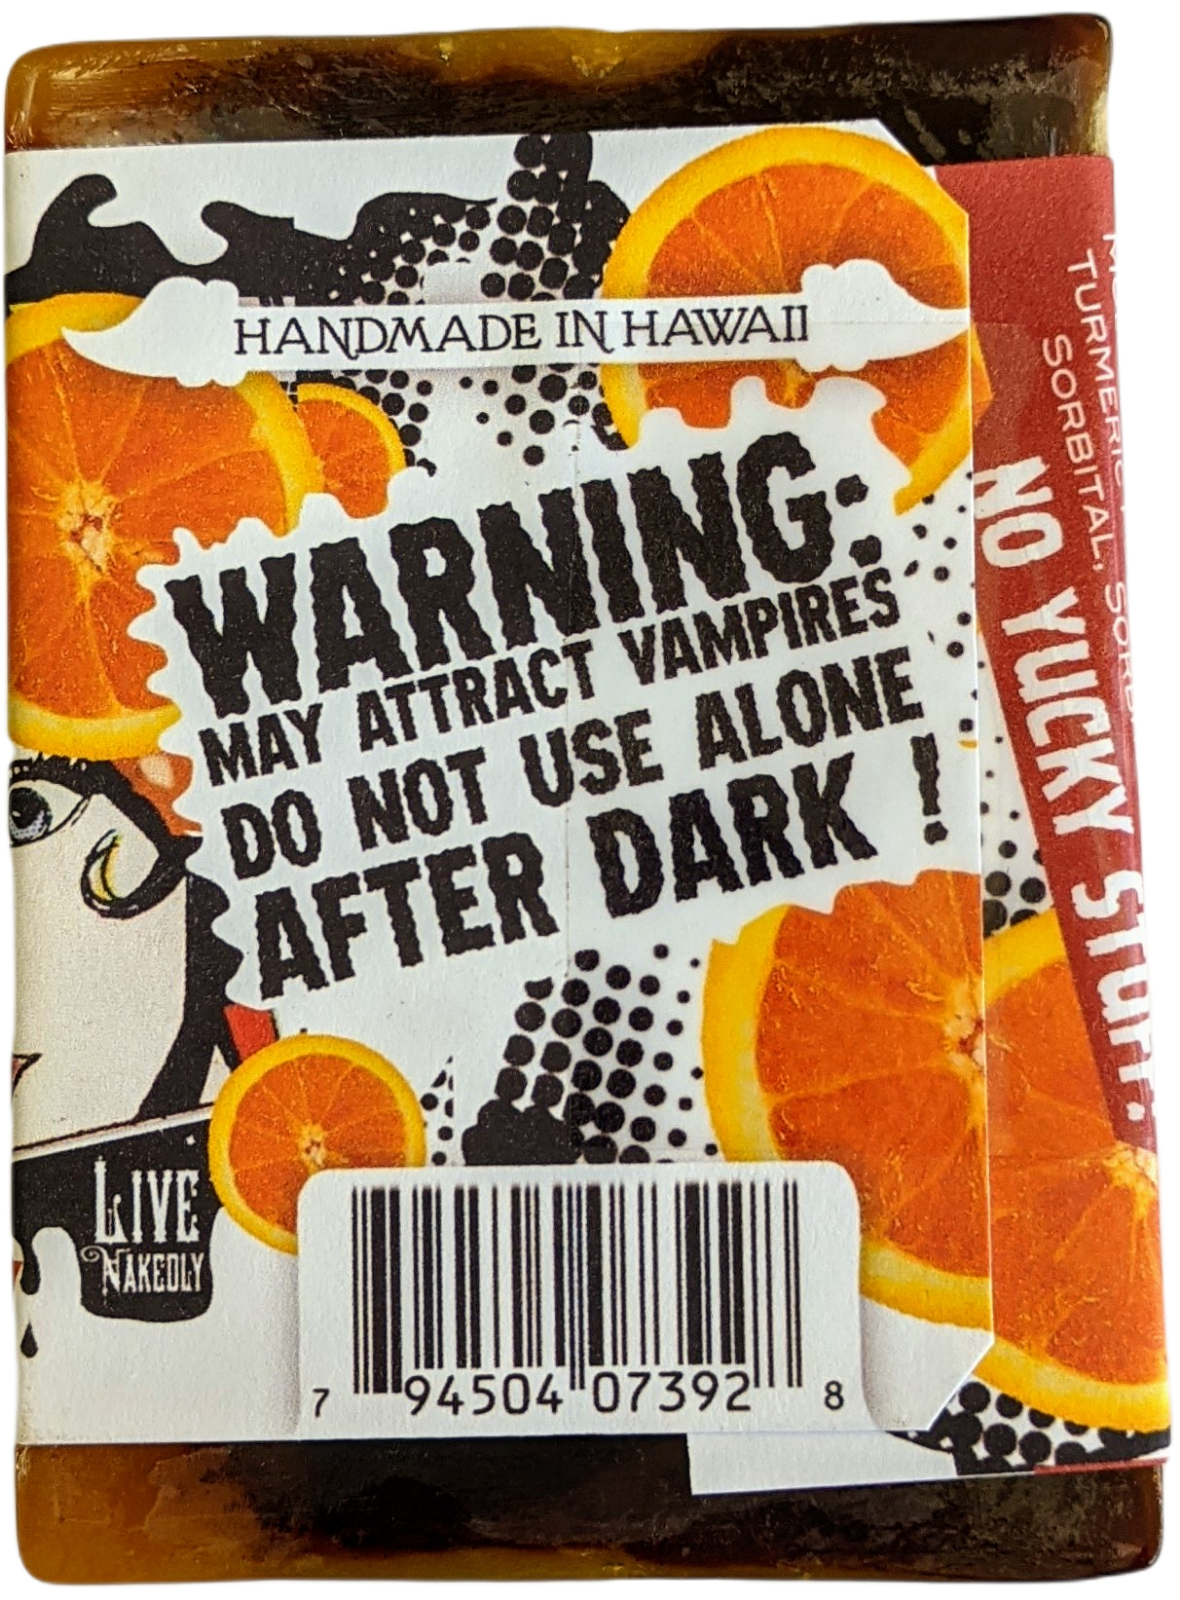 HANDMADE IN HAWAII
WARNING:
MAY ATTRACT VAMPIRES
DO NOT USE ALONE
AFTER DARK !
LIVE
NAKEDLY
7 94504 07392 8
TURMERIC
SORBITAL,
NO YUCKY STUFF.